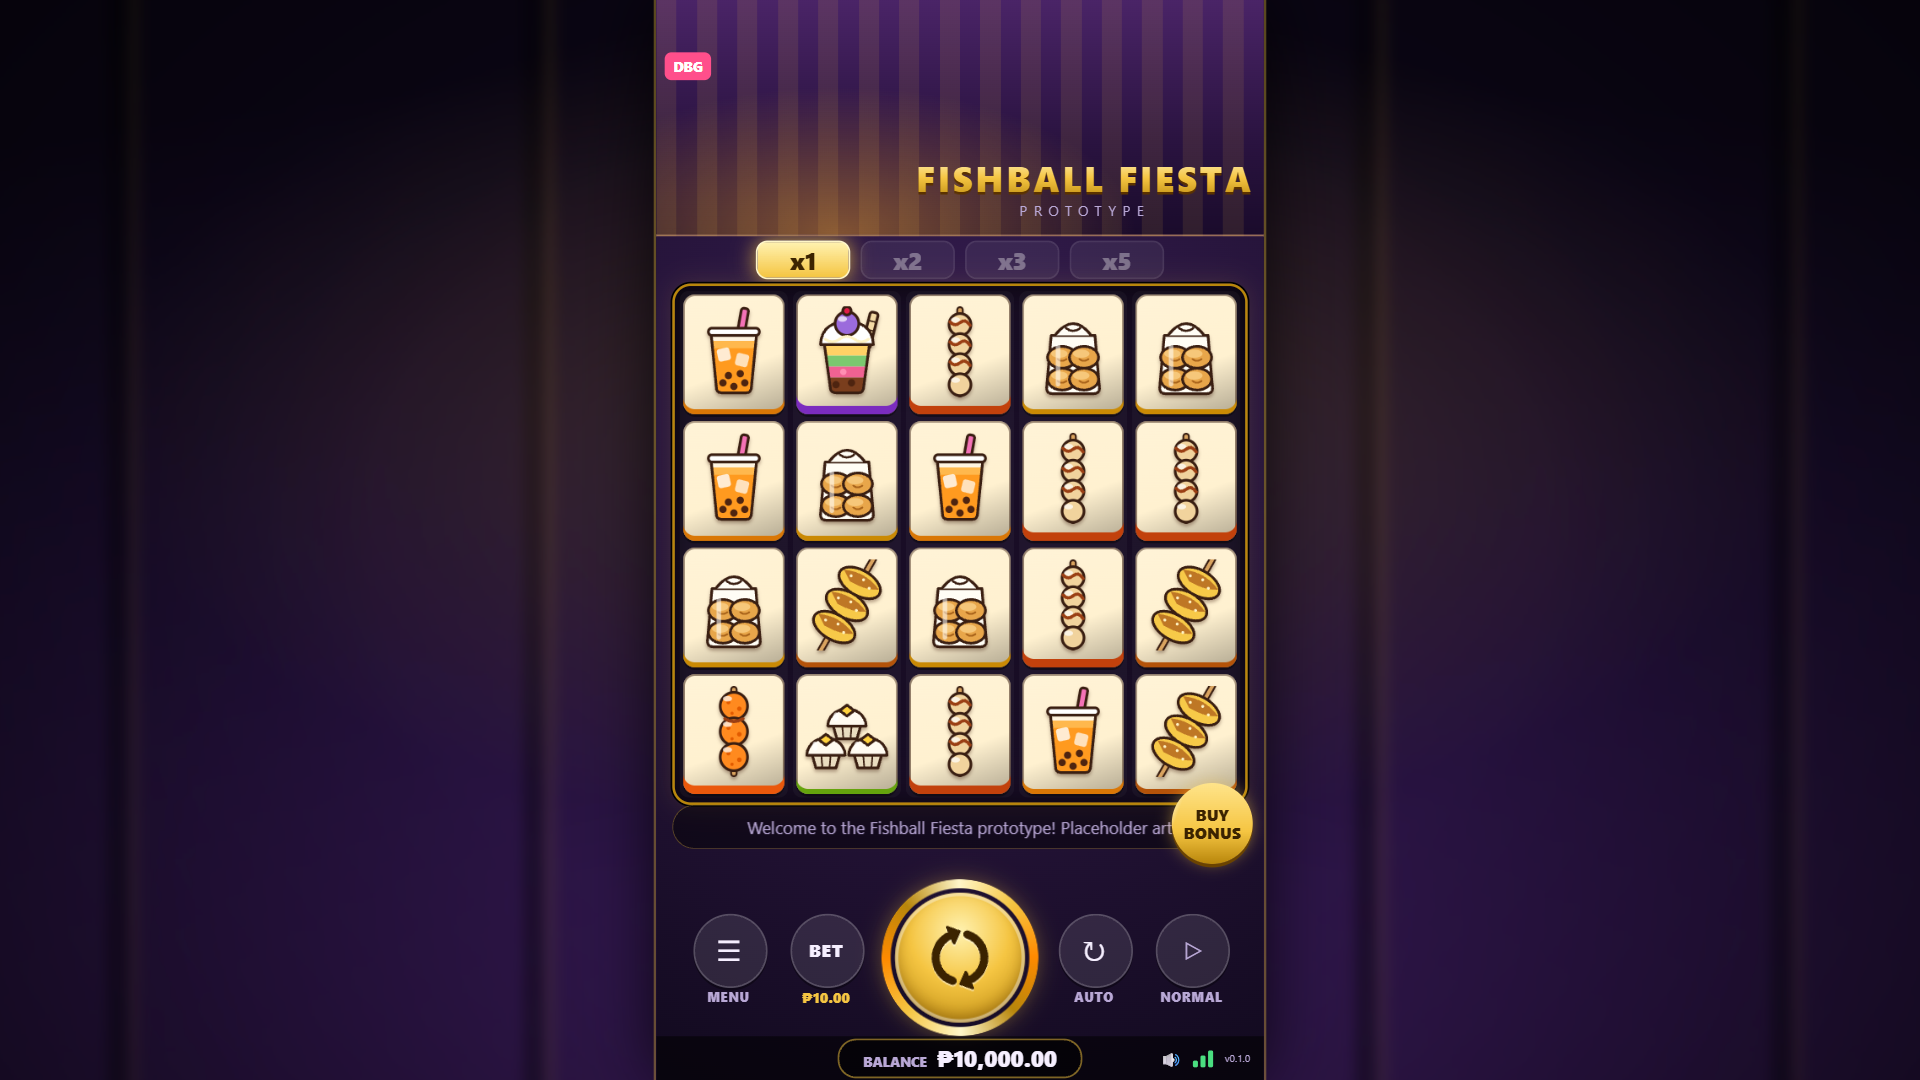 DBG
FISHBALL FIESTA
PROTOTYPE
x1 x2 x3 x5
Welcome to the Fishball Fiesta prototype! Placeholder art
BUY
BONUS
BET
MENU ₱10.00 AUTO NORMAL
BALANCE ₱10,000.00 v0.1.0